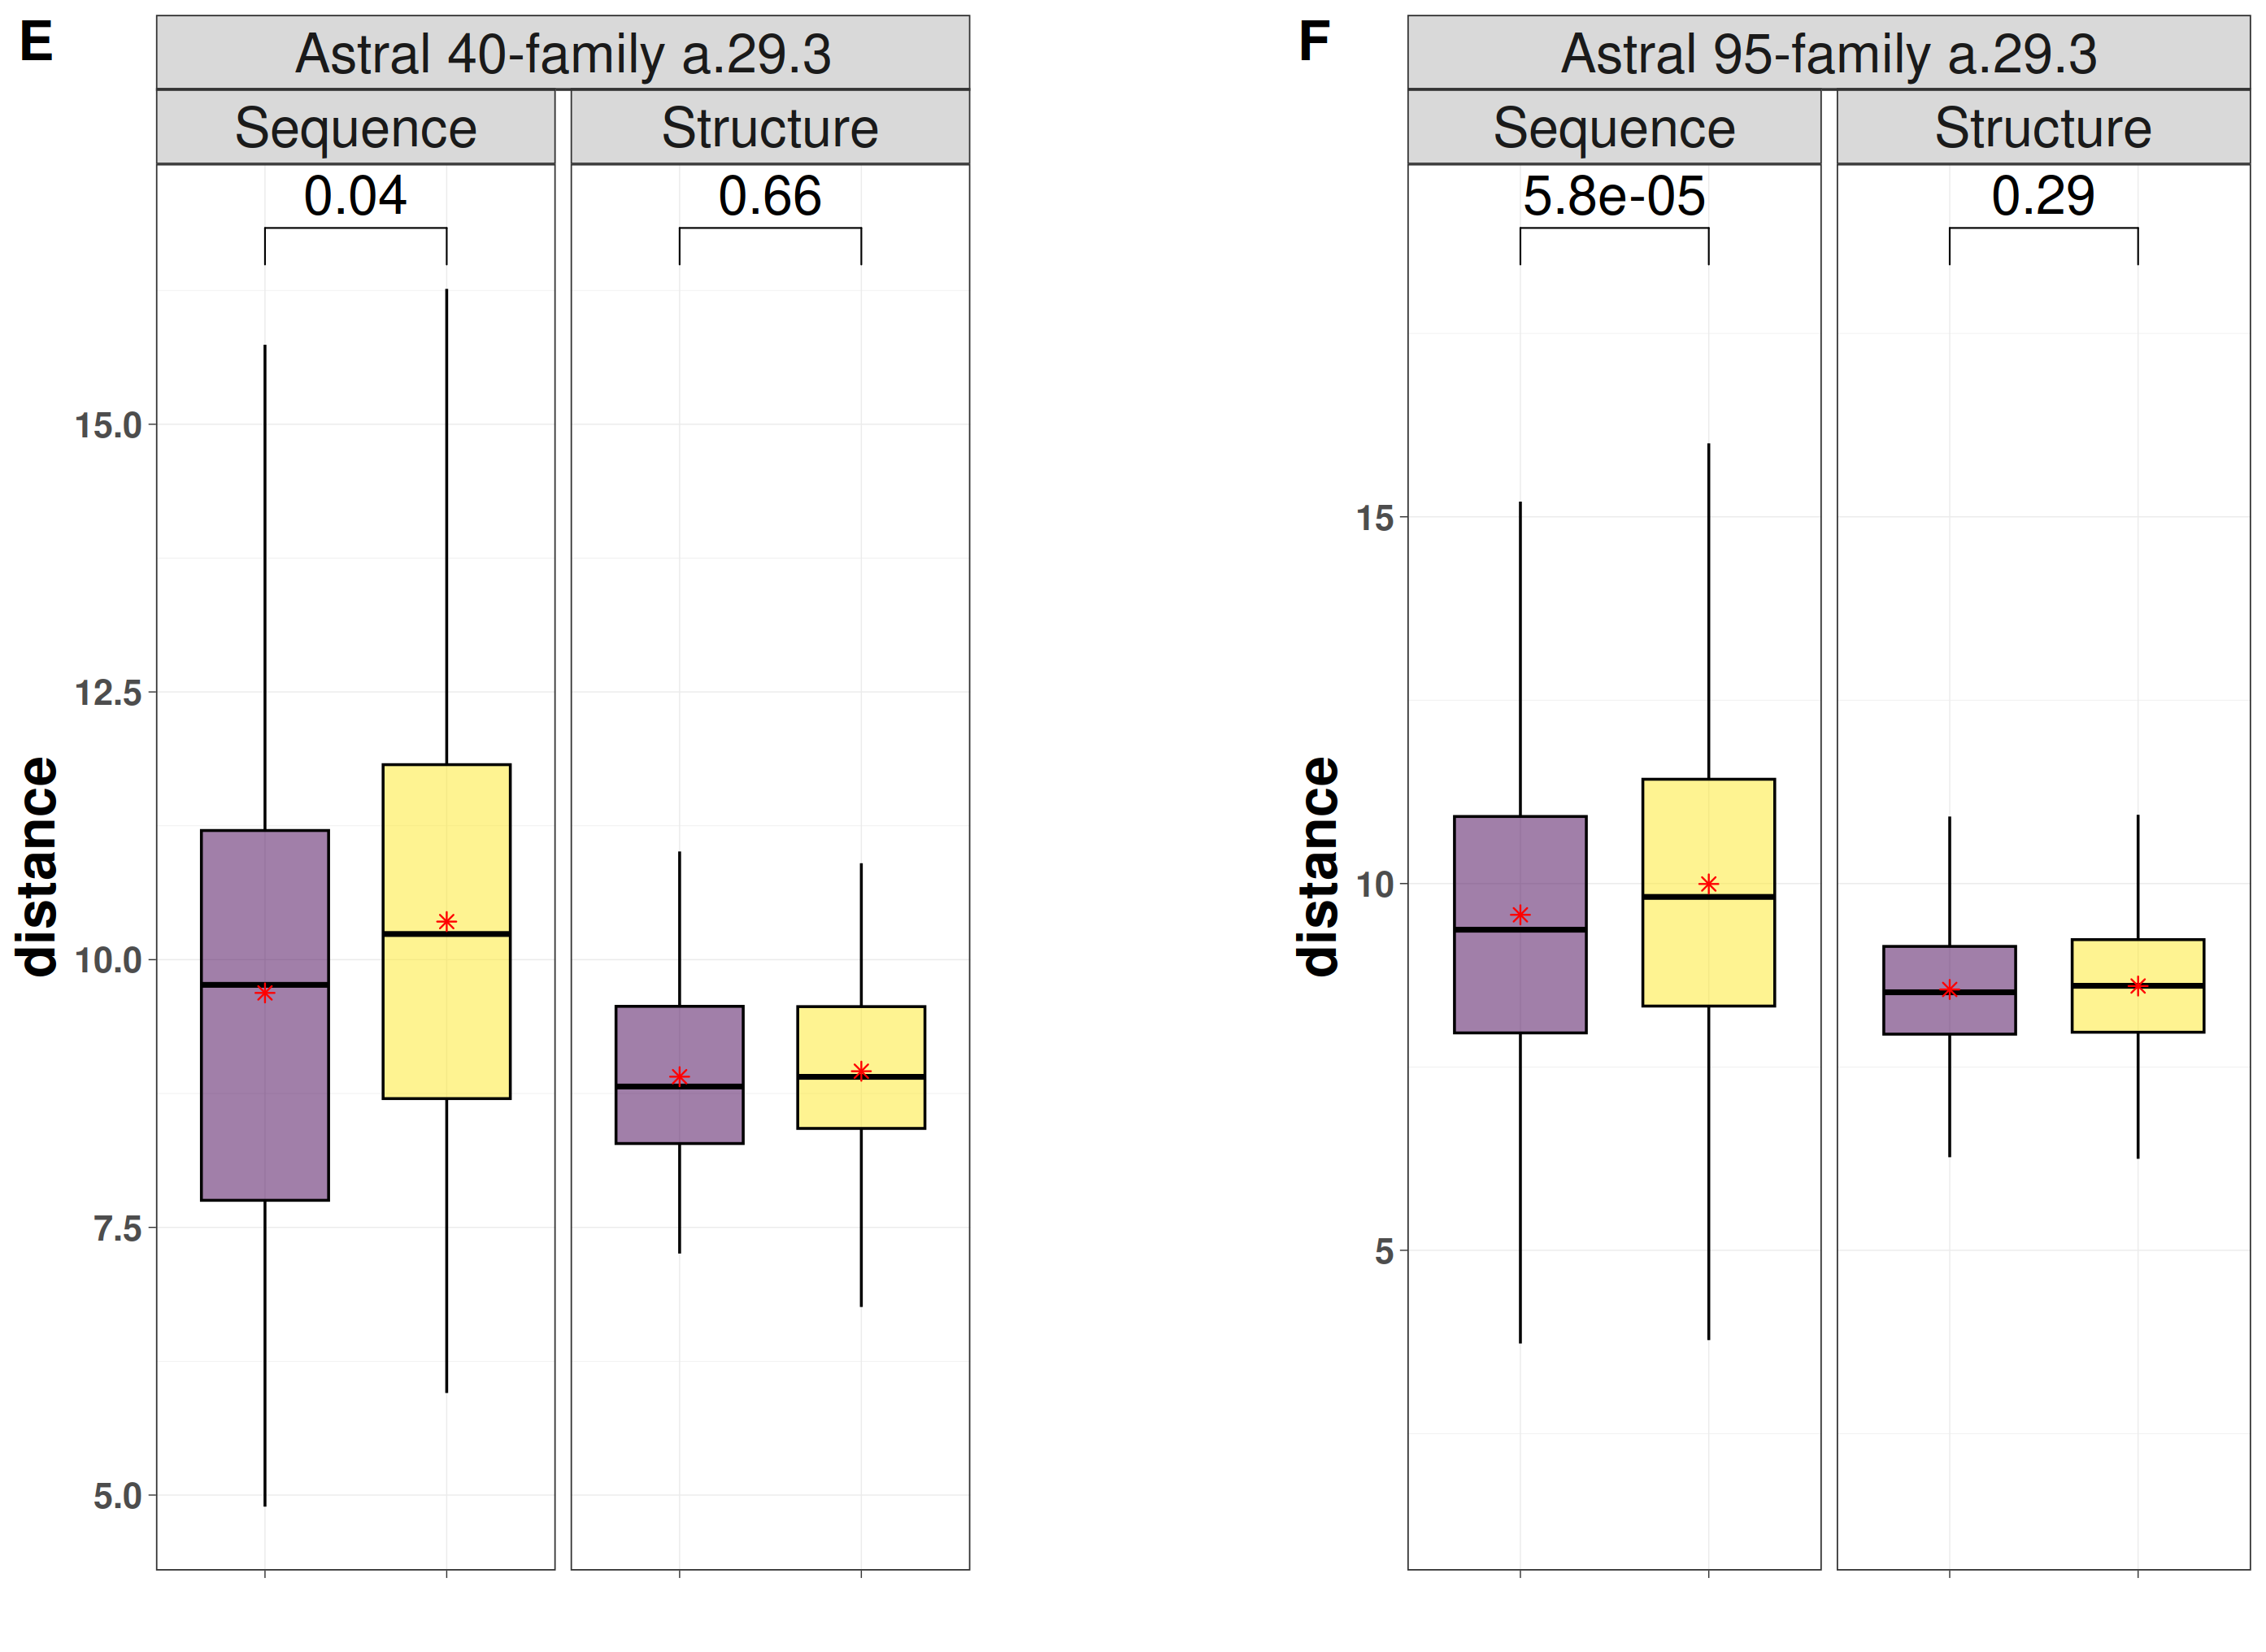 E
Astral 40-family a.29.3
Sequence
Structure
0.04
0.66
15.0
12.5
10.0
7.5
5.0
distance
F
Astral 95-family a.29.3
Sequence
Structure
5.8e-05
0.29
15
10
5
distance